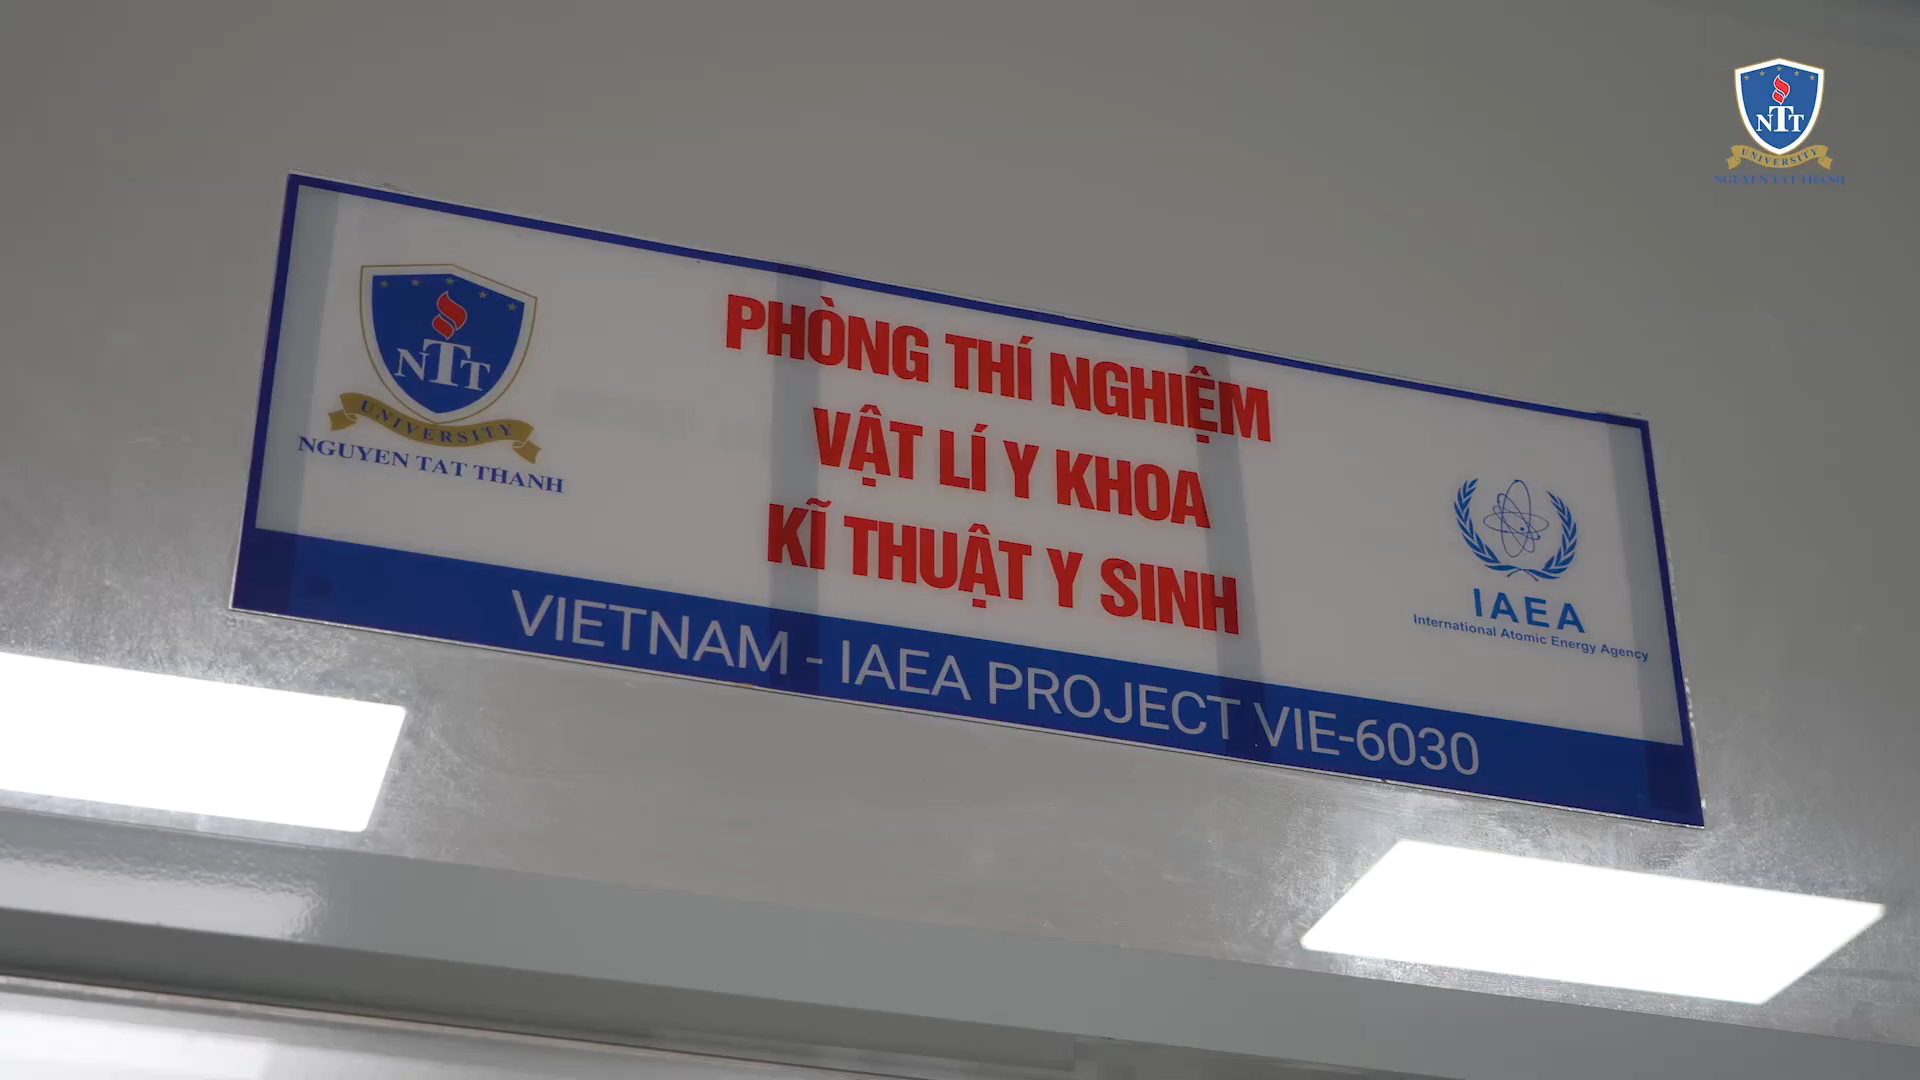 NTT
UNIVERSITY
NGUYEN TAT THANH
NTT
UNIVERSITY
NGUYEN TAT THANH
PHÒNG THÍ NGHIỆM
VẬT LÍ Y KHOA
KĨ THUẬT Y SINH
IAEA
International Atomic Energy Agency
VIETNAM - IAEA PROJECT VIE-6030